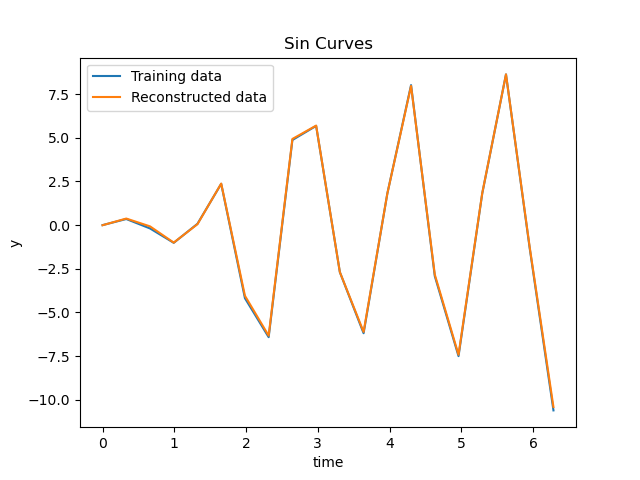 Sin Curves
Training data
Reconstructed data
7.5
5.0
2.5
0.0
−2.5
−5.0
−7.5
−10.0
y
0 1 2 3 4 5 6
time